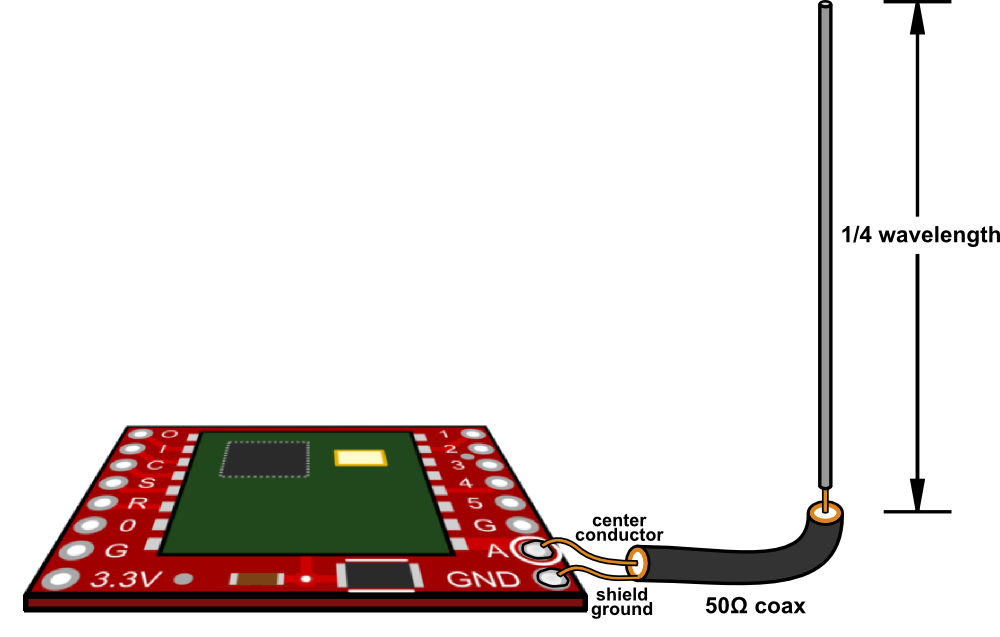 1/4 wavelength
O 1
I 2
C 3
S 4
R 5
0 G
G A
3.3V GND
center
conductor
shield
ground
50Ω coax